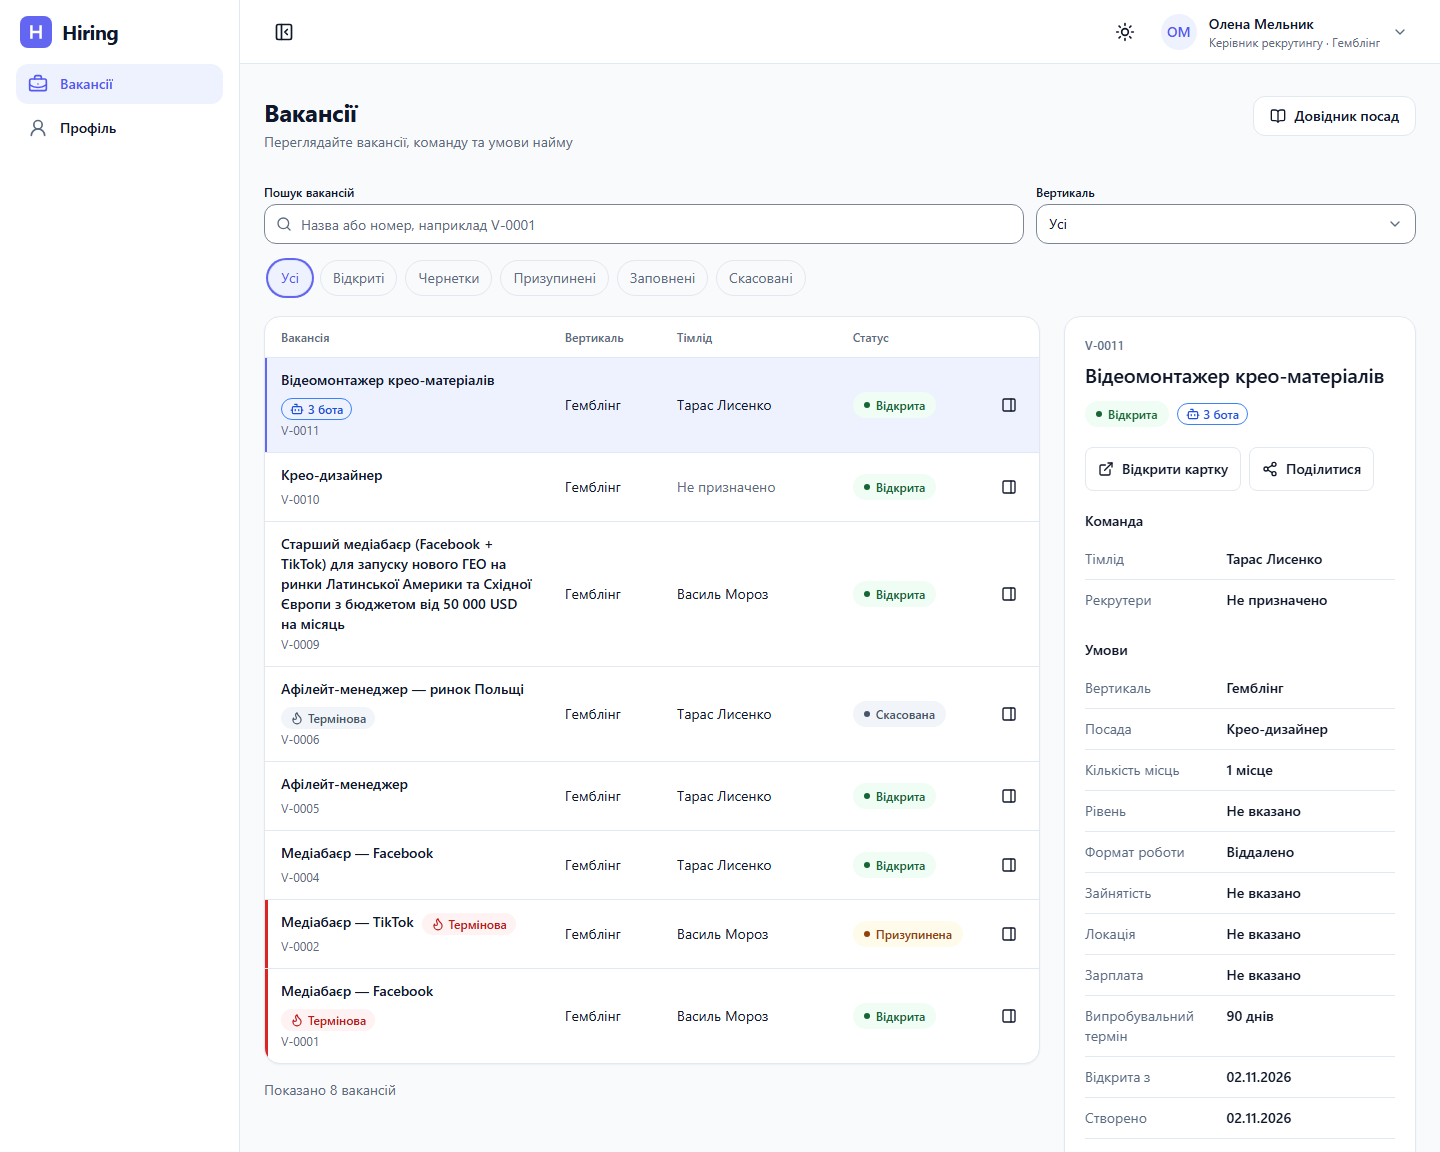 H Hiring
Вакансії
Профіль
ОМ
Олена Мельник
Керівник рекрутингу · Гемблінг
Вакансії
Переглядайте вакансії, команду та умови найму
Довідник посад
Пошук вакансій
Назва або номер, наприклад V-0001
Вертикаль
Усі
Усі Відкриті Чернетки Призупинені Заповнені Скасовані
Вакансія Вертикаль Тімлід Статус
Відеомонтажер крео-матеріалів
З бота
V-0011
Гемблінг Тарас Лисенко Відкрита
Крео-дизайнер
V-0010
Гемблінг Не призначено Відкрита
Старший медіабаєр (Facebook +
TikTok) для запуску нового ГЕО на
ринки Латинської Америки та Східної
Європи з бюджетом від 50 000 USD
на місяць
V-0009
Гемблінг Василь Мороз Відкрита
Афілейт-менеджер — ринок Польщі
Термінова
V-0006
Гемблінг Тарас Лисенко Скасована
Афілейт-менеджер
V-0005
Гемблінг Тарас Лисенко Відкрита
Медіабаєр — Facebook
V-0004
Гемблінг Тарас Лисенко Відкрита
Медіабаєр — TikTok Термінова
V-0002
Гемблінг Василь Мороз Призупинена
Медіабаєр — Facebook
Термінова
V-0001
Гемблінг Василь Мороз Відкрита
Показано 8 вакансій
V-0011
Відеомонтажер крео-матеріалів
Відкрита З бота
Відкрити картку Поділитися
Команда
Тімлід Тарас Лисенко
Рекрутери Не призначено
Умови
Вертикаль Гемблінг
Посада Крео-дизайнер
Кількість місць 1 місце
Рівень Не вказано
Формат роботи Віддалено
Зайнятість Не вказано
Локація Не вказано
Зарплата Не вказано
Випробувальний
термін
90 днів
Відкрита з 02.11.2026
Створено 02.11.2026